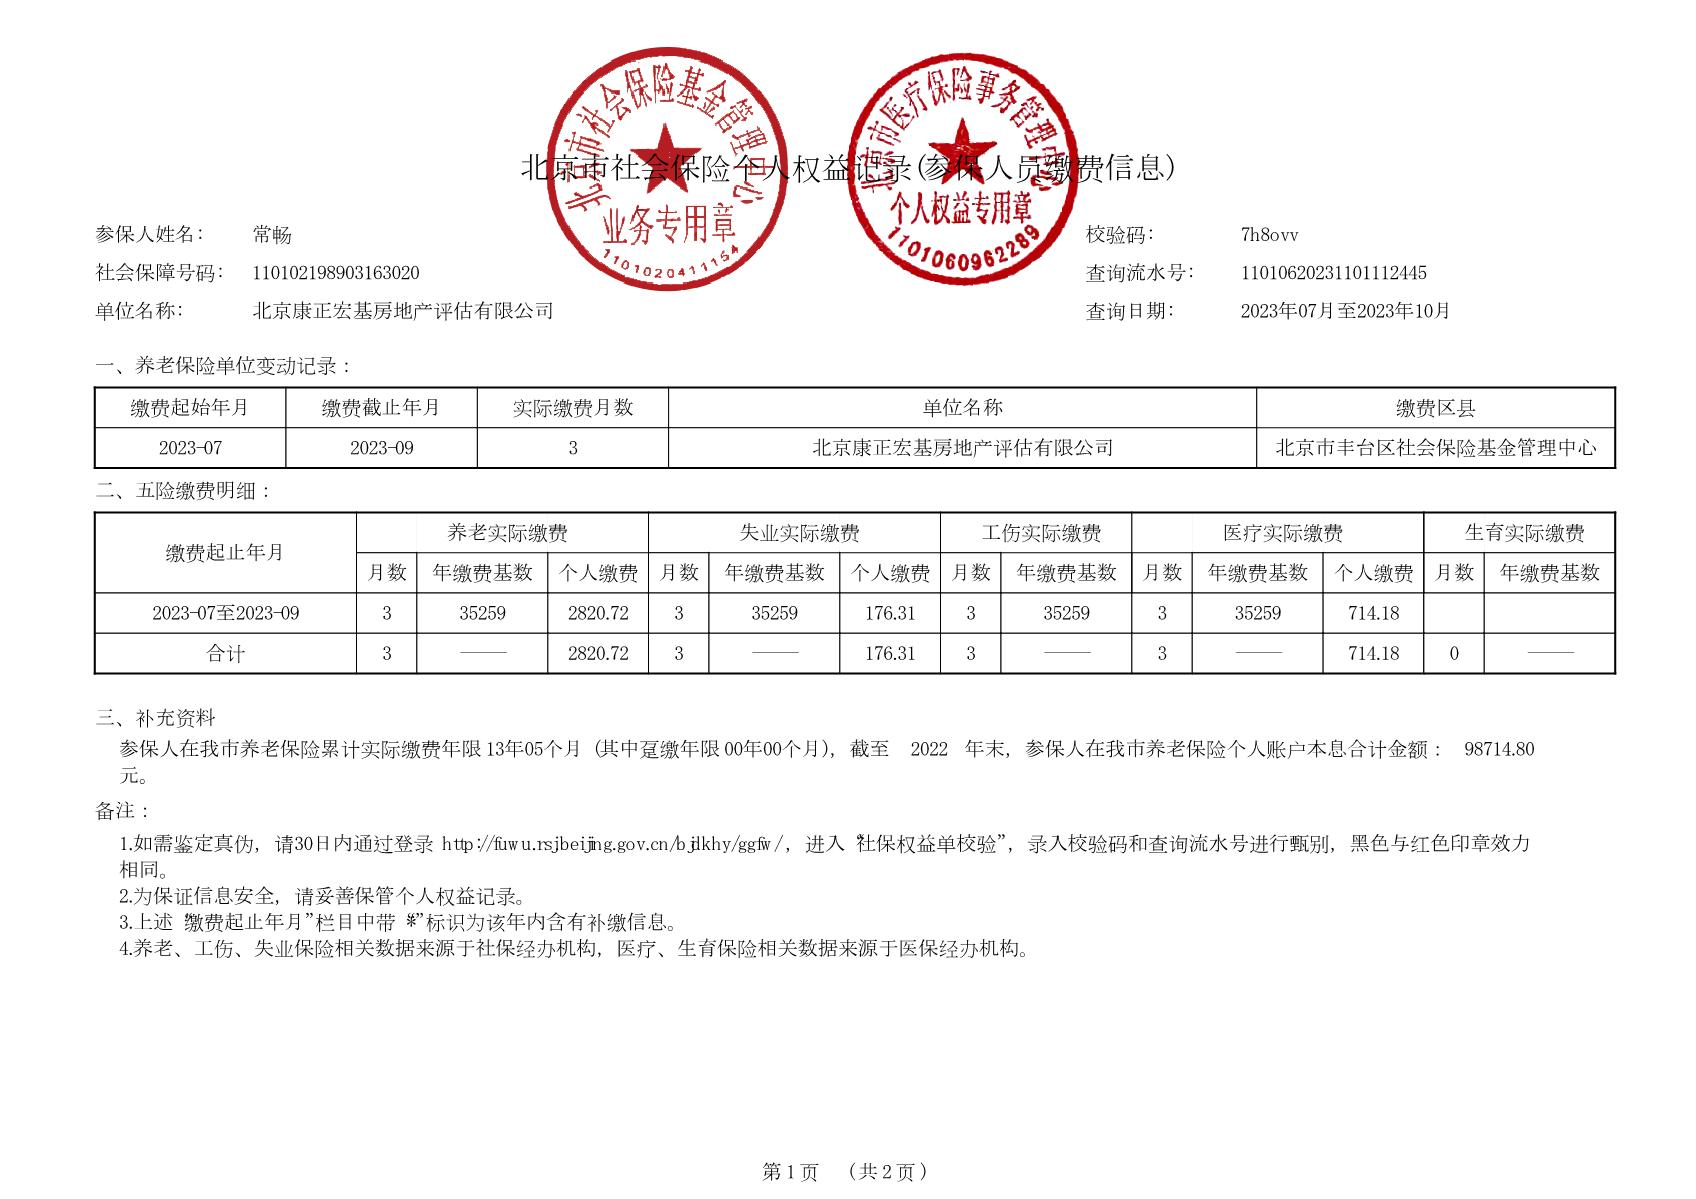 北京市社会保险基金管理中心
业务专用章
1101020411154
北京市医疗保险事务管理中心
个人权益专用章
1101060962289
北京市社会保险个人权益记录(参保人员缴费信息)
参保人姓名: 常畅 校验码: 7h8ovv
社会保障号码: 110102198903163020 查询流水号: 11010620231101112445
单位名称: 北京康正宏基房地产评估有限公司 查询日期: 2023年07月至2023年10月
一、养老保险单位变动记录:
缴费起始年月 缴费截止年月 实际缴费月数 单位名称 缴费区县
2023-07 2023-09 3 北京康正宏基房地产评估有限公司 北京市丰台区社会保险基金管理中心
二、五险缴费明细:
缴费起止年月 养老实际缴费 失业实际缴费 工伤实际缴费 医疗实际缴费 生育实际缴费
月数 年缴费基数 个人缴费 月数 年缴费基数 个人缴费 月数 年缴费基数 月数 年缴费基数 个人缴费 月数 年缴费基数
2023-07至2023-09 3 35259 2820.72 3 35259 176.31 3 35259 3 35259 714.18
合计 3 —— 2820.72 3 —— 176.31 3 —— 3 —— 714.18 0 ——
三、补充资料
参保人在我市养老保险累计实际缴费年限13年05个月(其中趸缴年限00年00个月), 截至 2022 年末, 参保人在我市养老保险个人账户本息合计金额: 98714.80
元。
备注:
1.如需鉴定真伪, 请30日内通过登录 http://fuwu.rsj.beijing.gov.cn/bjdkhy/ggfw/, 进入“社保权益单校验”, 录入校验码和查询流水号进行甄别, 黑色与红色印章效力
相同。
2.为保证信息安全, 请妥善保管个人权益记录。
3.上述“缴费起止年月”栏目中带“*”标识为该年内含有补缴信息。
4.养老、工伤、失业保险相关数据来源于社保经办机构, 医疗、生育保险相关数据来源于医保经办机构。
第1页 (共2页)